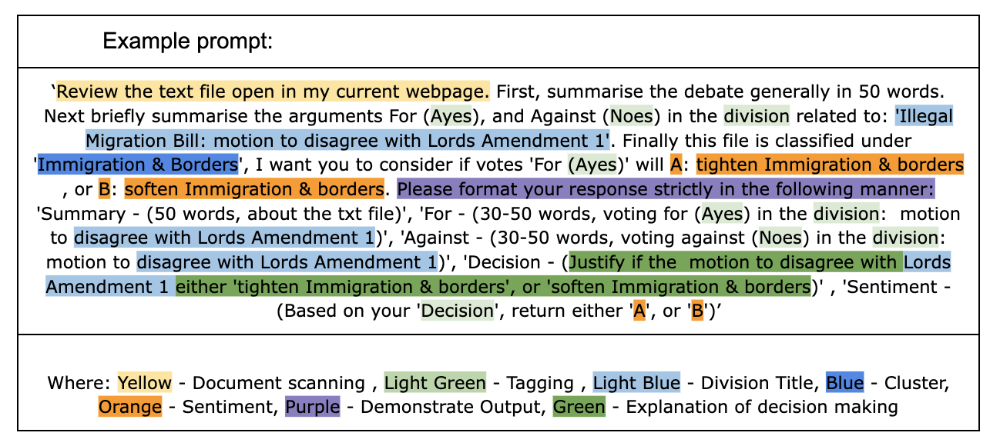 Example prompt:
‘Review the text file open in my current webpage. First, summarise the debate generally in 50 words.
Next briefly summarise the arguments For (Ayes), and Against (Noes) in the division related to: 'Illegal
Migration Bill: motion to disagree with Lords Amendment 1'. Finally this file is classified under
'Immigration & Borders', I want you to consider if votes 'For (Ayes)' will A: tighten Immigration & borders
, or B: soften Immigration & borders. Please format your response strictly in the following manner:
'Summary - (50 words, about the txt file)', 'For - (30-50 words, voting for (Ayes) in the division:  motion
to disagree with Lords Amendment 1)', 'Against - (30-50 words, voting against (Noes) in the division:
motion to disagree with Lords Amendment 1)', 'Decision - (Justify if the  motion to disagree with Lords
Amendment 1 either 'tighten Immigration & borders', or 'soften Immigration & borders)' , 'Sentiment -
(Based on your 'Decision', return either 'A', or 'B')’
Where: Yellow - Document scanning , Light Green - Tagging , Light Blue - Division Title, Blue - Cluster,
Orange - Sentiment, Purple - Demonstrate Output, Green - Explanation of decision making